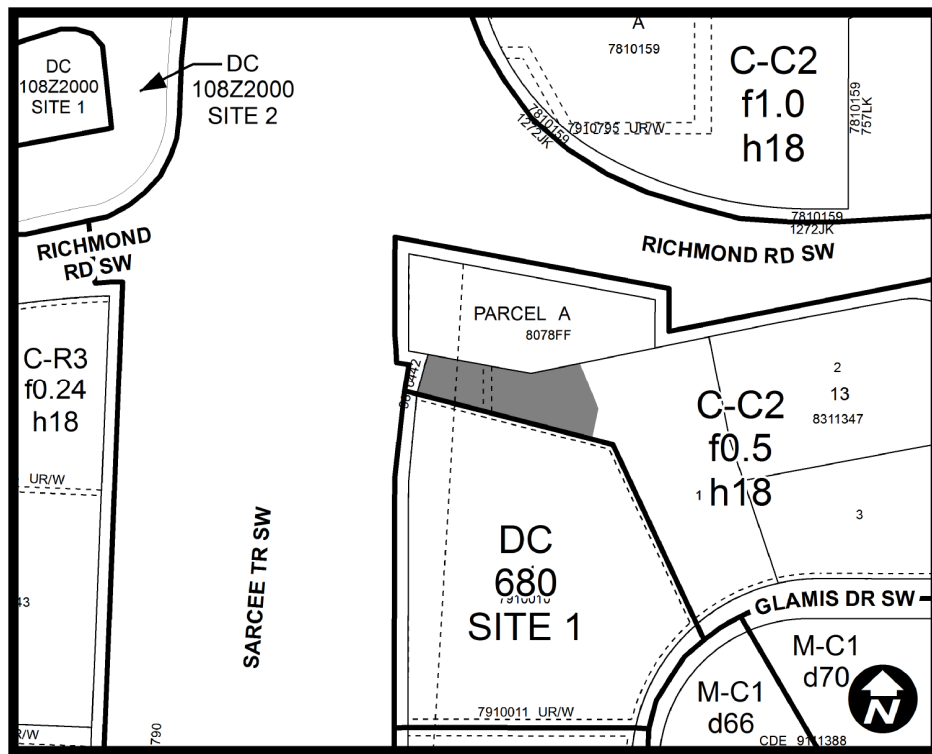 DC
108Z2000
SITE 1
DC
108Z2000
SITE 2
A
7810159
C-C2
f1.0
h18
7810159
757LK
7910795 UR/W
7810159
1272JK
7810159
1272JK
RICHMOND
RD SW
RICHMOND RD SW
PARCEL A
8078FF
C-R3
f0.24
h18
UR/W
43
R/W
SARCEE TR SW
790
C-C2
f0.5
h18
1
2
13
8311347
3
DC
680
SITE 1
7910011 UR/W
GLAMIS DR SW
M-C1
d70
M-C1
d66
CDE 9111388
N